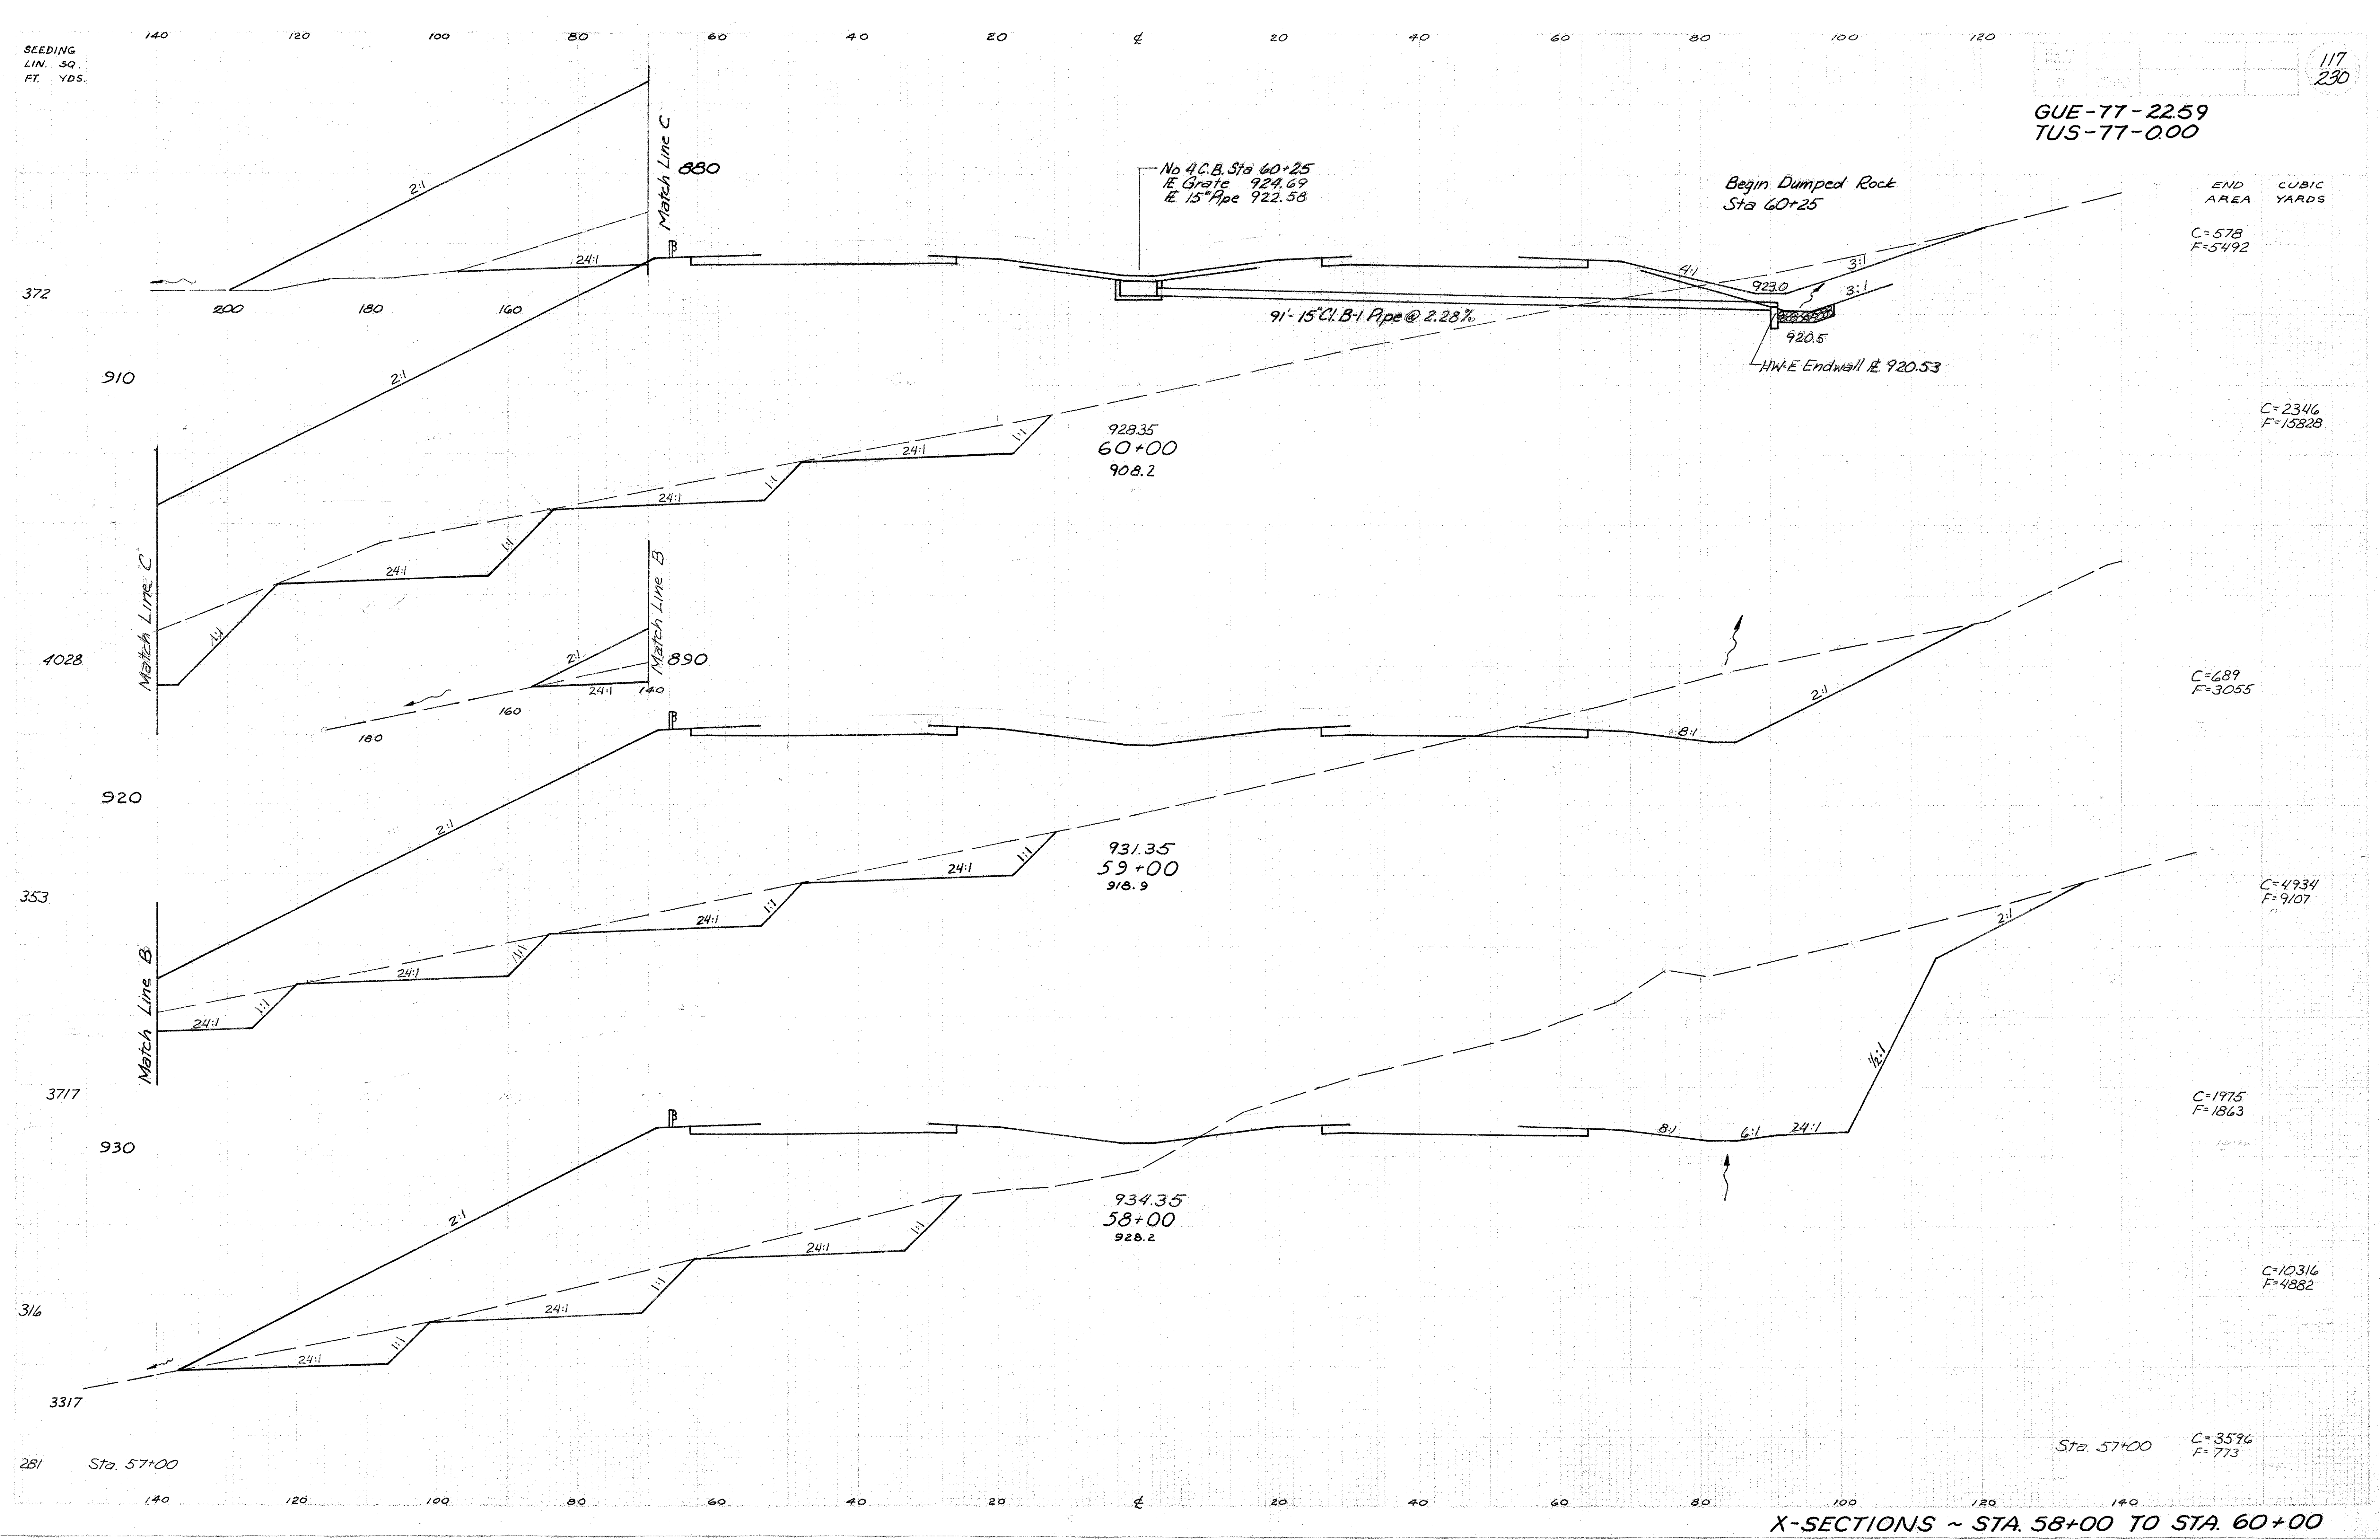 140 120 100 80 60 40 20 ℄ 20 40 60 80 100 120
SEEDING
LIN. SQ.
FT. YDS.
117
230
GUE-77-22.59
TUS-77-0.00
END CUBIC
AREA YARDS
Match Line C
880
2:1
24:1
No 4 C.B. Sta 60+25
℄ Grate 924.69
℄ 15" Pipe 922.58
Begin Dumped Rock
Sta 60+25
C=578
F=5492
4:1
3:1
923.0
3:1
372
200 180 160
91'-15" Cl. B-1 Pipe @ 2.28%
920.5
HW-E Endwall ℄ 920.53
910
2:1
C=2346
F=15828
928.35
60+00
908.2
1:1
24:1
1:1
24:1
1:1
24:1
1:1
Match Line C
4028
Match Line B
890
2:1
24:1
140
160
180
2:1
8:1
C=689
F=3055
920
2:1
931.35
59+00
918.9
1:1
24:1
1:1
24:1
1:1
24:1
1:1
24:1
Match Line B
353
C=4934
F=9107
2:1
1/2:1
3717
C=1975
F=1863
930
8:1
6:1
24:1
2:1
934.35
58+00
928.2
1:1
24:1
1:1
24:1
1:1
24:1
316
C=10316
F=4882
3317
281 Sta. 57+00
Sta. 57+00
C=3596
F=773
140 120 100 80 60 40 20 ℄ 20 40 60 80 100 120 140
X-SECTIONS ~ STA. 58+00 TO STA. 60+00